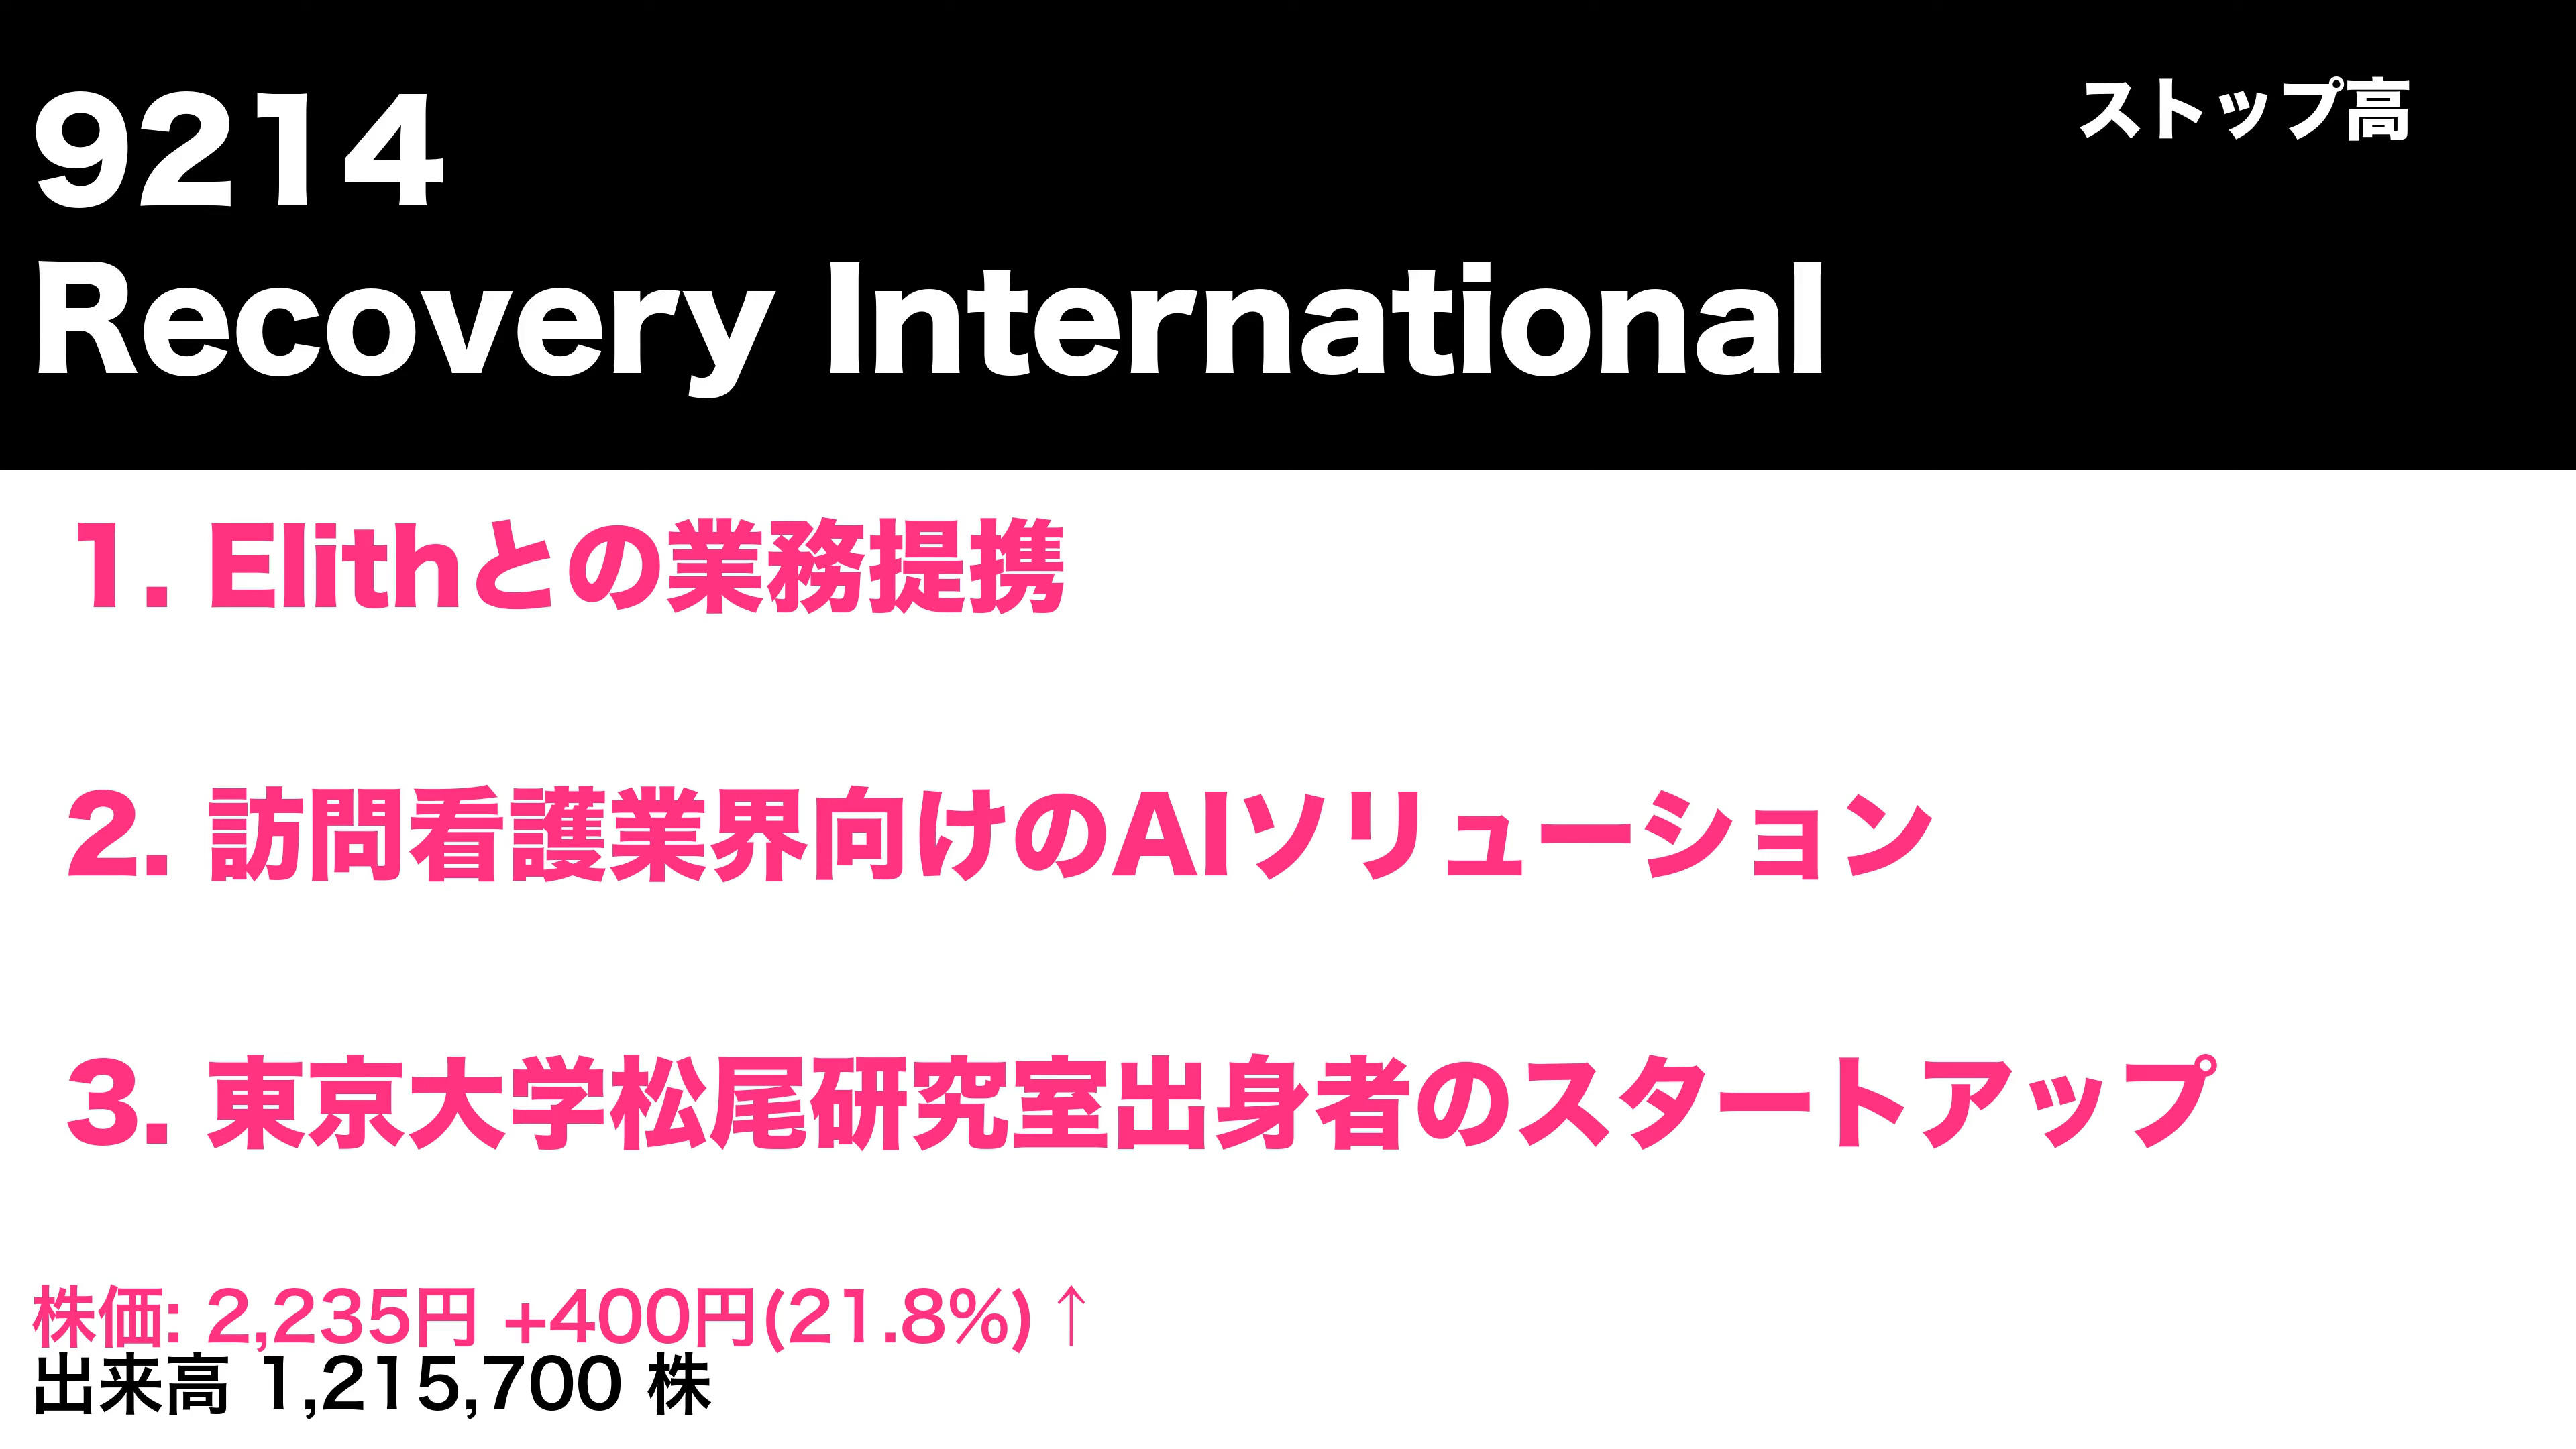 9214
ストップ高
Recovery International
1. Elithとの業務提携
2. 訪問看護業界向けのAIソリューション
3. 東京大学松尾研究室出身者のスタートアップ
株価: 2,235円 +400円(21.8%)↑
出来高 1,215,700 株